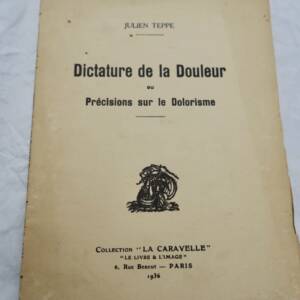 JULIEN TEPPE
Dictature de la Douleur
ou
Précisions sur le Dolorisme
COLLECTION "LA CARAVELLE"
"LE LIVRE & L'IMAGE"
6, Rue Bezout — PARIS
1936